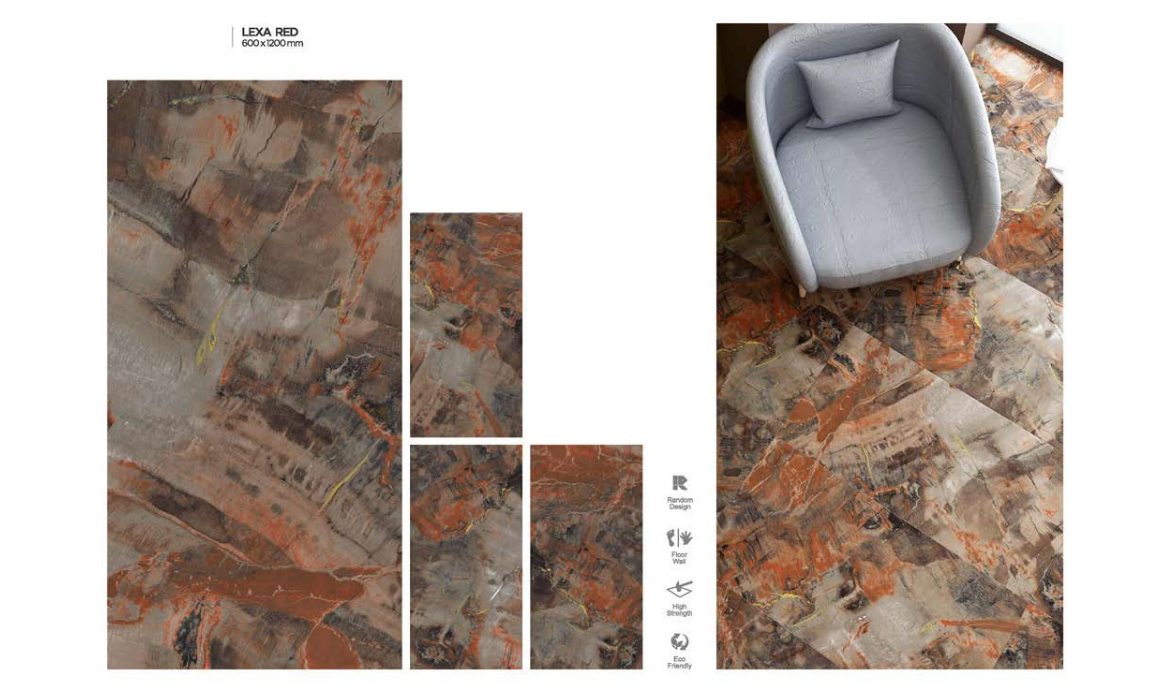 LEXA RED
600x1200mm
Random
Design
Floor
Wall
High
Strength
Eco
Friendly